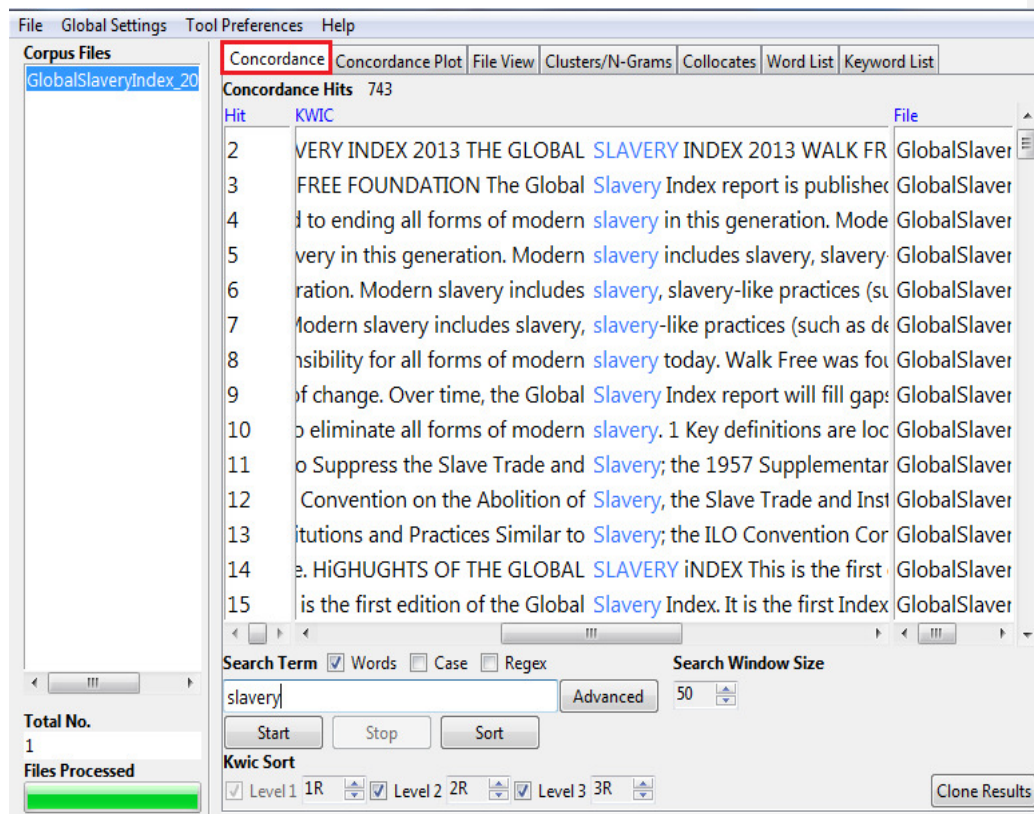 File Global Settings Tool Preferences Help
Corpus Files
GlobalSlaveryIndex_20
Concordance Concordance Plot File View Clusters/N-Grams Collocates Word List Keyword List
Concordance Hits 743
Hit KWIC File
2 VERY INDEX 2013 THE GLOBAL SLAVERY INDEX 2013 WALK FR GlobalSlaver
3 FREE FOUNDATION The Global Slavery Index report is published GlobalSlaver
4 d to ending all forms of modern slavery in this generation. Mode GlobalSlaver
5 very in this generation. Modern slavery includes slavery, slavery- GlobalSlaver
6 ration. Modern slavery includes slavery, slavery-like practices (su GlobalSlaver
7 Modern slavery includes slavery, slavery-like practices (such as de GlobalSlaver
8 nsibility for all forms of modern slavery today. Walk Free was fou GlobalSlaver
9 of change. Over time, the Global Slavery Index report will fill gaps GlobalSlaver
10 o eliminate all forms of modern slavery. 1 Key definitions are loc GlobalSlaver
11 o Suppress the Slave Trade and Slavery; the 1957 Supplementar GlobalSlaver
12 Convention on the Abolition of Slavery, the Slave Trade and Inst GlobalSlaver
13 itutions and Practices Similar to Slavery; the ILO Convention Cor GlobalSlaver
14 e. HiGHUGHTS OF THE GLOBAL SLAVERY iNDEX This is the first GlobalSlaver
15 is the first edition of the Global Slavery Index. It is the first Index GlobalSlaver
Search Term Words Case Regex Search Window Size
slavery Advanced 50
Start Stop Sort
Total No.
1
Files Processed
Kwic Sort
Level 1 1R Level 2 2R Level 3 3R Clone Results